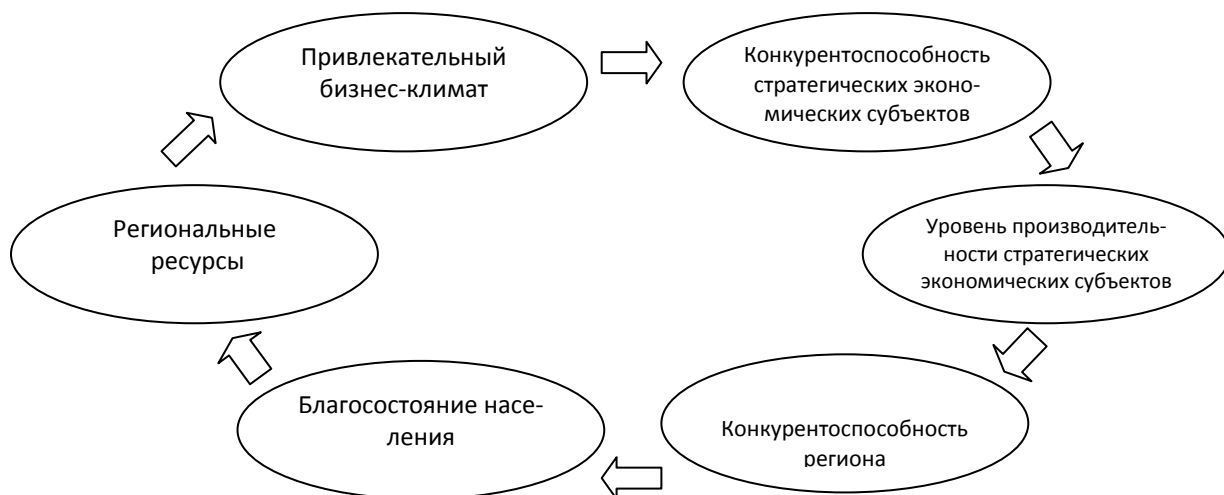 Привлекательный
бизнес-климат
Конкурентоспособность
стратегических эконо-
мических субъектов
Уровень производитель-
ности стратегических
экономических субъектов
Конкурентоспособность
региона
Благосостояние насе-
ления
Региональные
ресурсы